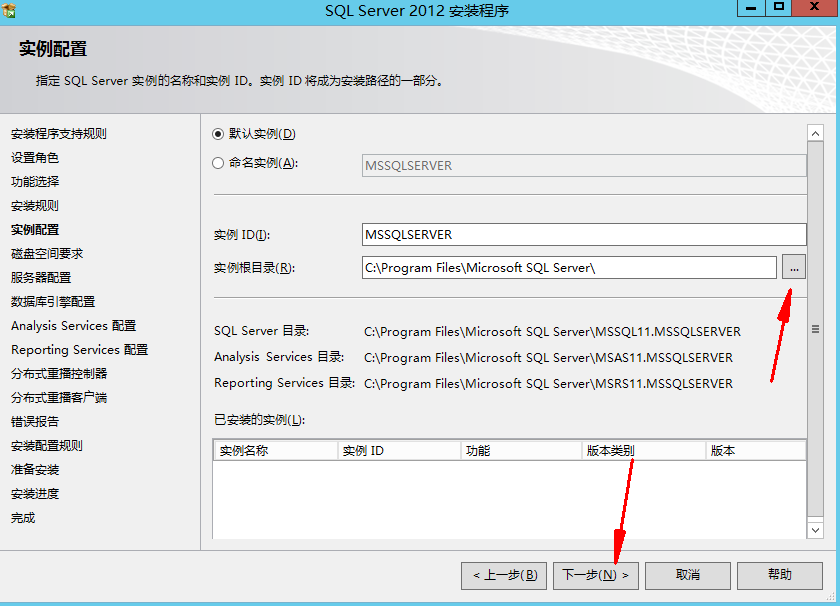 SQL Server 2012 安装程序
实例配置
指定 SQL Server 实例的名称和实例 ID。实例 ID 将成为安装路径的一部分。
安装程序支持规则
设置角色
功能选择
安装规则
实例配置
磁盘空间要求
服务器配置
数据库引擎配置
Analysis Services 配置
Reporting Services 配置
分布式重播控制器
分布式重播客户端
错误报告
安装配置规则
准备安装
安装进度
完成
默认实例(D)
命名实例(A): MSSQLSERVER
实例 ID(I): MSSQLSERVER
实例根目录(R): C:\Program Files\Microsoft SQL Server\ ...
SQL Server 目录: C:\Program Files\Microsoft SQL Server\MSSQL11.MSSQLSERVER
Analysis Services 目录: C:\Program Files\Microsoft SQL Server\MSAS11.MSSQLSERVER
Reporting Services 目录: C:\Program Files\Microsoft SQL Server\MSRS11.MSSQLSERVER
已安装的实例(L):
实例名称 实例 ID 功能 版本类别 版本
< 上一步(B) 下一步(N) > 取消 帮助